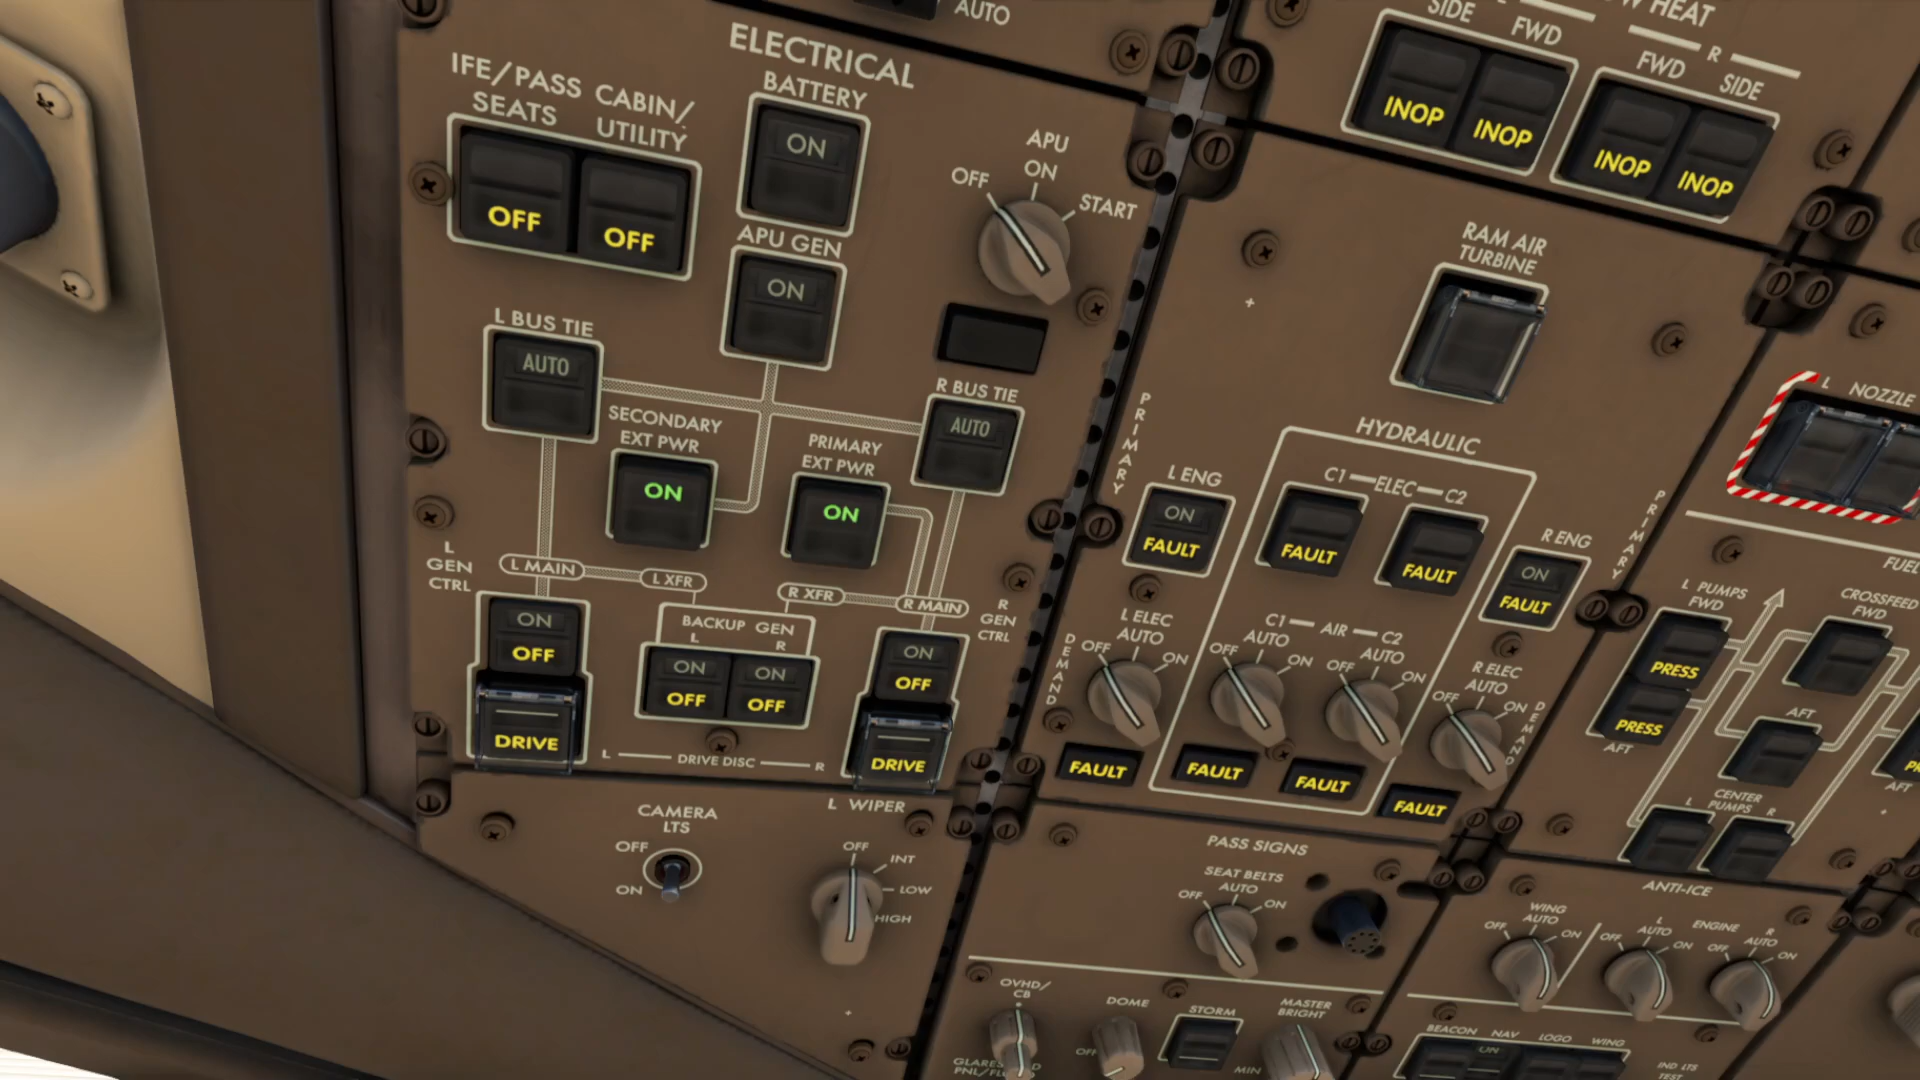 AUTO
ELECTRICAL
IFE/PASS
SEATS
CABIN/
UTILITY
OFF
OFF
BATTERY
ON
APU GEN
ON
APU
OFF
ON
START
L BUS TIE
AUTO
R BUS TIE
AUTO
SECONDARY
EXT PWR
ON
PRIMARY
EXT PWR
ON
L
GEN
CTRL
L MAIN
L XFR
R XFR
R MAIN
R
GEN
CTRL
ON
OFF
DRIVE
BACKUP GEN
L
R
ON
OFF
ON
OFF
ON
OFF
DRIVE
L
DRIVE DISC
R
CAMERA
LTS
OFF
ON
L WIPER
OFF
INT
LOW
HIGH
SIDE
FWD
HEAT
R
FWD
SIDE
INOP
INOP
INOP
INOP
RAM AIR
TURBINE
HYDRAULIC
PRIMARY
L ENG
ON
FAULT
C1
ELEC
C2
FAULT
FAULT
R ENG
ON
FAULT
PRIMARY
DEMAND
L ELEC
OFF
AUTO
ON
C1
AIR
C2
OFF
AUTO
ON
OFF
AUTO
ON
R ELEC
OFF
AUTO
ON
DEMAND
FAULT
FAULT
FAULT
FAULT
L NOZZLE
FUEL
L PUMPS
FWD
PRESS
PRESS
AFT
CROSSFEED
FWD
AFT
CENTER
L PUMPS R
AFT
PASS SIGNS
SEAT BELTS
OFF
AUTO
ON
ANTI-ICE
WING
OFF
AUTO
ON
ENGINE
L
OFF
AUTO
ON
R
OFF
AUTO
ON
OVHD/
CB
DOME
OFF
STORM
MASTER
BRIGHT
MIN
BEACON
NAV
LOGO
WING
ON
IND LTS
TEST